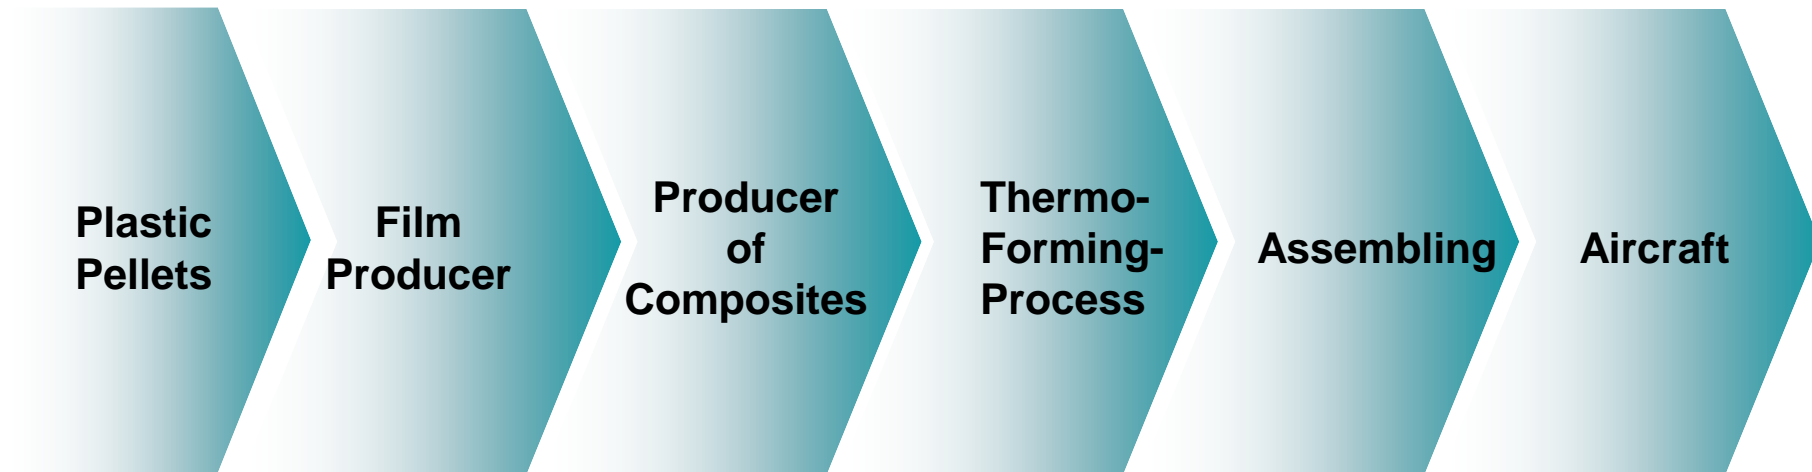 Plastic
Pellets
Film
Producer
Producer
of
Composites
Thermo-
Forming-
Process
Assembling
Aircraft